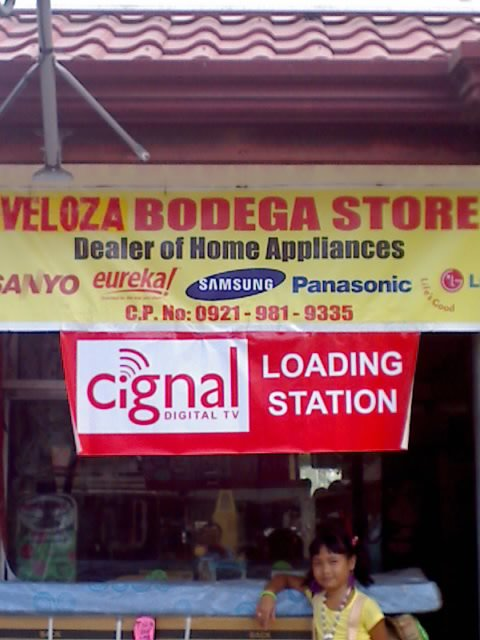 VELOZA BODEGA STORE
Dealer of Home Appliances
SANYO eureka! SAMSUNG Panasonic LG Life's Good
C.P. No: 0921 - 981 - 9335
cignal
DIGITAL TV
LOADING
STATION